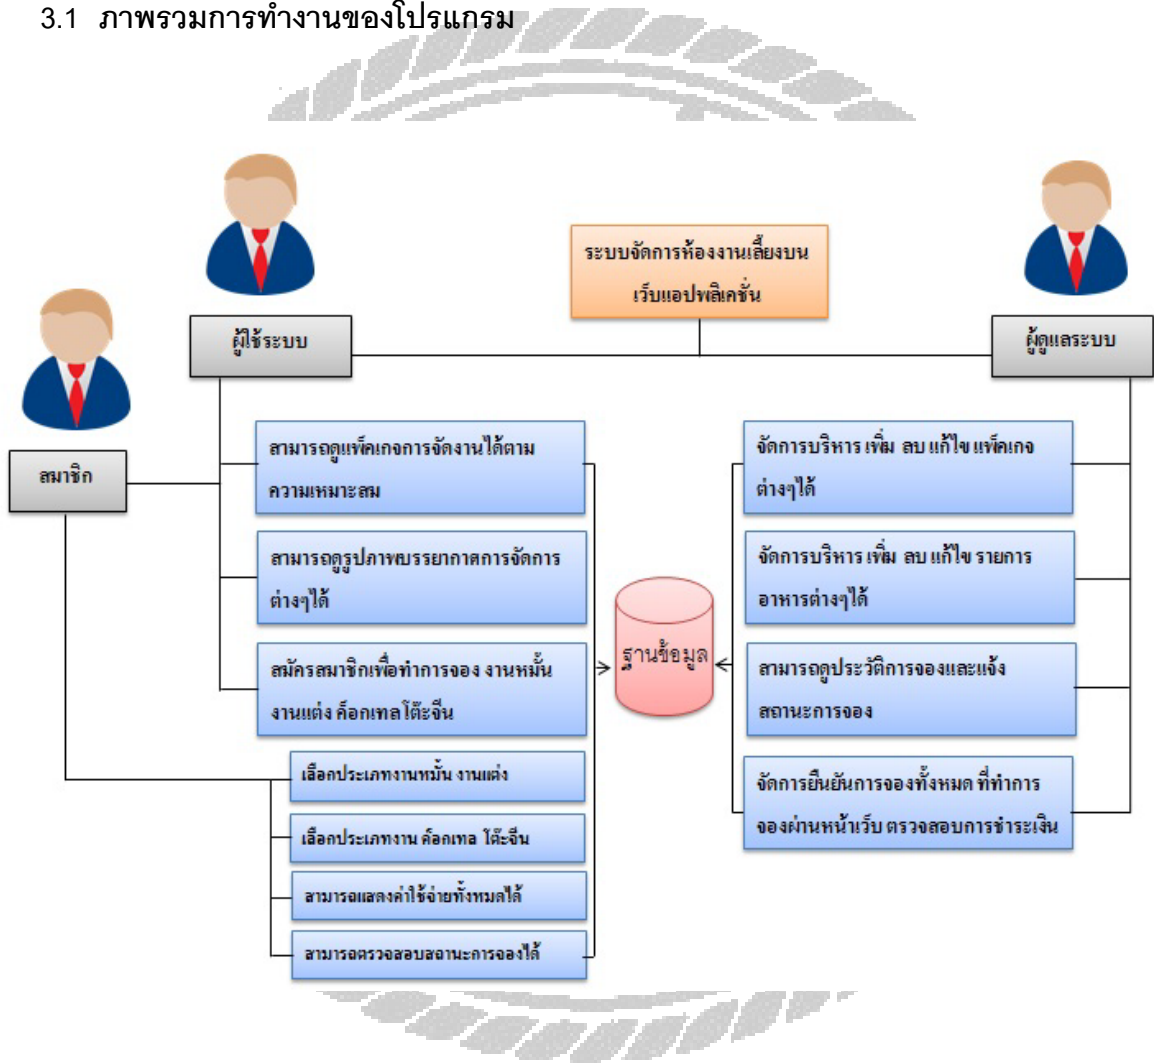 3.1 ภาพรวมการทำงานของโปรแกรม
ระบบจัดการห้องงานเลี้ยงบน
เว็บแอปพลิเคชั่น
ผู้ใช้ระบบ
ผู้ดูแลระบบ
สมาชิก
สามารถดูแพ็คเกจการจัดงานได้ตาม
ความเหมาะสม
สามารถดูรูปภาพบรรยากาศการจัดการ
ต่างๆได้
สมัครสมาชิกเพื่อทำการจอง งานหมั้น
งานแต่ง ค็อกเทล โต๊ะจีน
เลือกประเภทงานหมั้น งานแต่ง
เลือกประเภทงาน ค็อกเทล โต๊ะจีน
สามารถแสดงค่าใช้จ่ายทั้งหมดได้
สามารถตรวจสอบสถานะการจองได้
ฐานข้อมูล
จัดการบริหาร เพิ่ม ลบ แก้ไข แพ็คเกจ
ต่างๆได้
จัดการบริหาร เพิ่ม ลบ แก้ไข รายการ
อาหารต่างๆได้
สามารถดูประวัติการจองและแจ้ง
สถานะการจอง
จัดการยืนยันการจองทั้งหมด ที่ทำการ
จองผ่านหน้าเว็บ ตรวจสอบการชำระเงิน